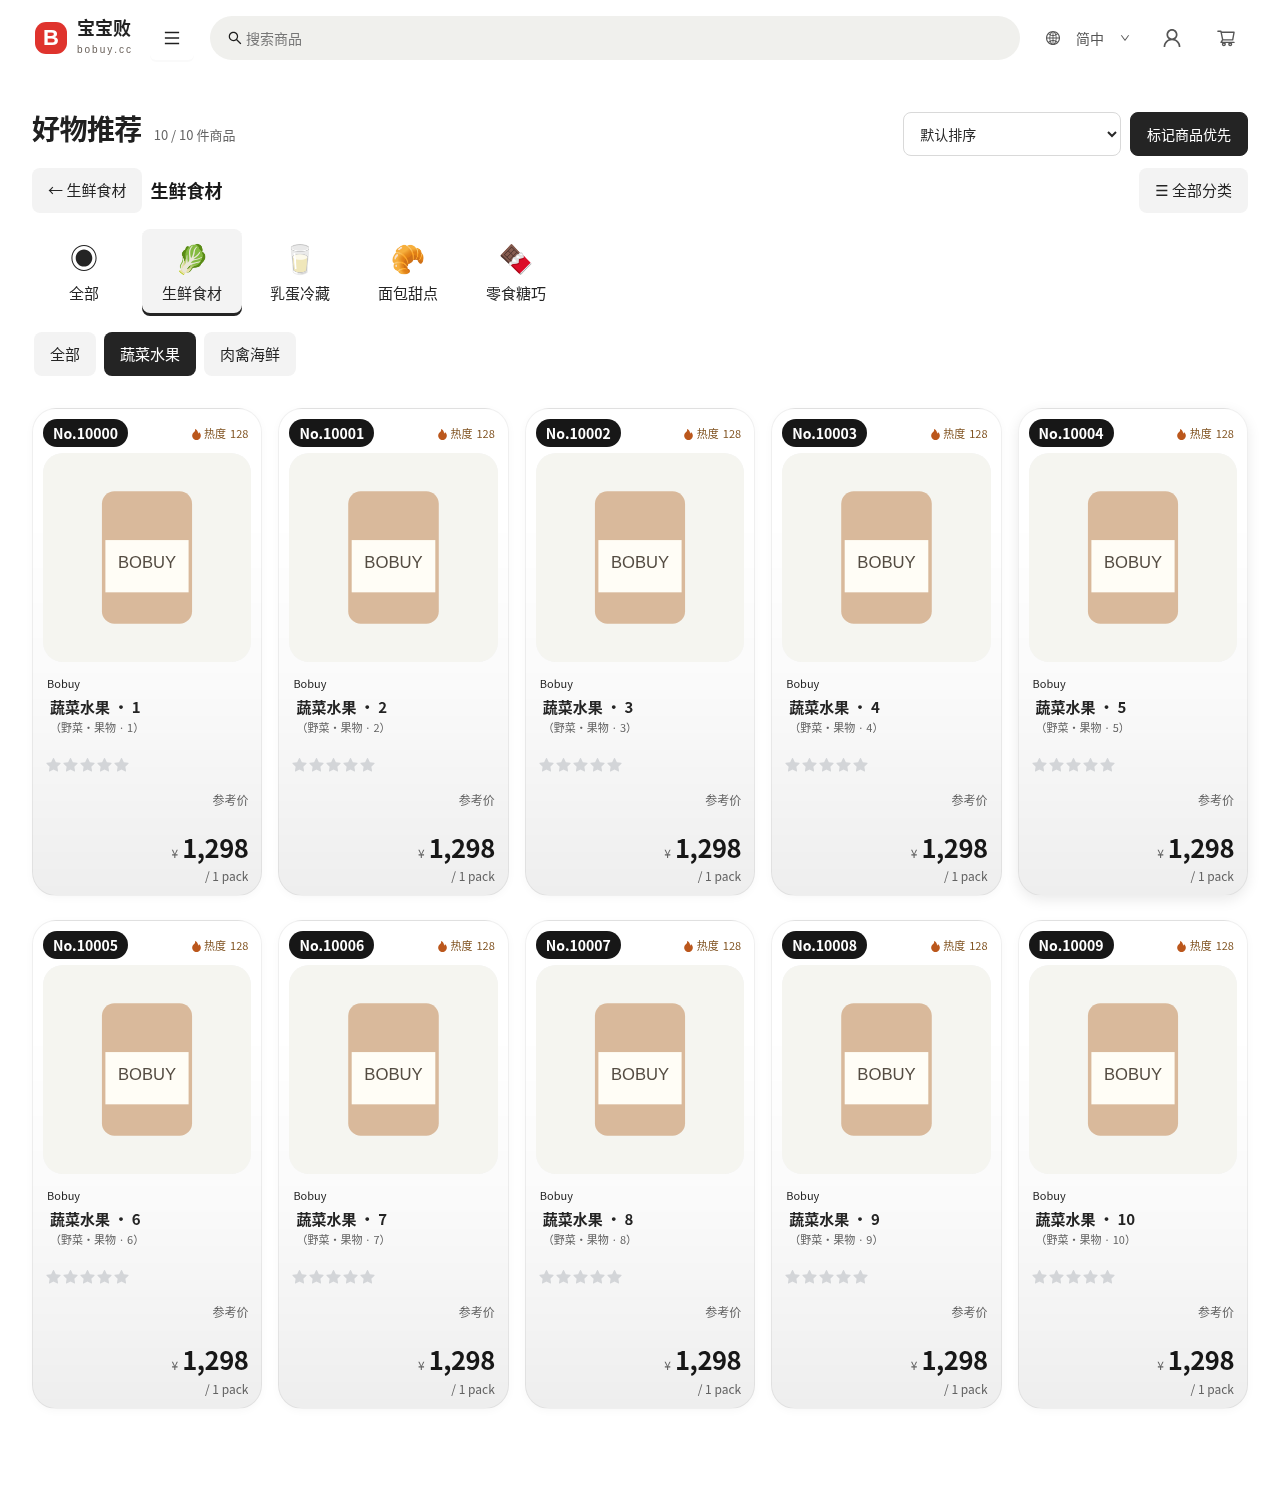 B 宝宝败
bobuy.cc
搜索商品
简中
好物推荐 10 / 10 件商品
默认排序
标记商品优先
← 生鲜食材 生鲜食材
☰ 全部分类
全部 生鲜食材 乳蛋冷藏 面包甜点 零食糖巧
全部 蔬菜水果 肉禽海鲜
No.10000 热度 128 No.10001 热度 128 No.10002 热度 128 No.10003 热度 128 No.10004 热度 128
BOBUY BOBUY BOBUY BOBUY BOBUY
Bobuy Bobuy Bobuy Bobuy Bobuy
蔬菜水果 · 1 蔬菜水果 · 2 蔬菜水果 · 3 蔬菜水果 · 4 蔬菜水果 · 5
（野菜・果物 · 1） （野菜・果物 · 2） （野菜・果物 · 3） （野菜・果物 · 4） （野菜・果物 · 5）
参考价 参考价 参考价 参考价 参考价
¥ 1,298 ¥ 1,298 ¥ 1,298 ¥ 1,298 ¥ 1,298
/ 1 pack / 1 pack / 1 pack / 1 pack / 1 pack
No.10005 热度 128 No.10006 热度 128 No.10007 热度 128 No.10008 热度 128 No.10009 热度 128
BOBUY BOBUY BOBUY BOBUY BOBUY
Bobuy Bobuy Bobuy Bobuy Bobuy
蔬菜水果 · 6 蔬菜水果 · 7 蔬菜水果 · 8 蔬菜水果 · 9 蔬菜水果 · 10
（野菜・果物 · 6） （野菜・果物 · 7） （野菜・果物 · 8） （野菜・果物 · 9） （野菜・果物 · 10）
参考价 参考价 参考价 参考价 参考价
¥ 1,298 ¥ 1,298 ¥ 1,298 ¥ 1,298 ¥ 1,298
/ 1 pack / 1 pack / 1 pack / 1 pack / 1 pack